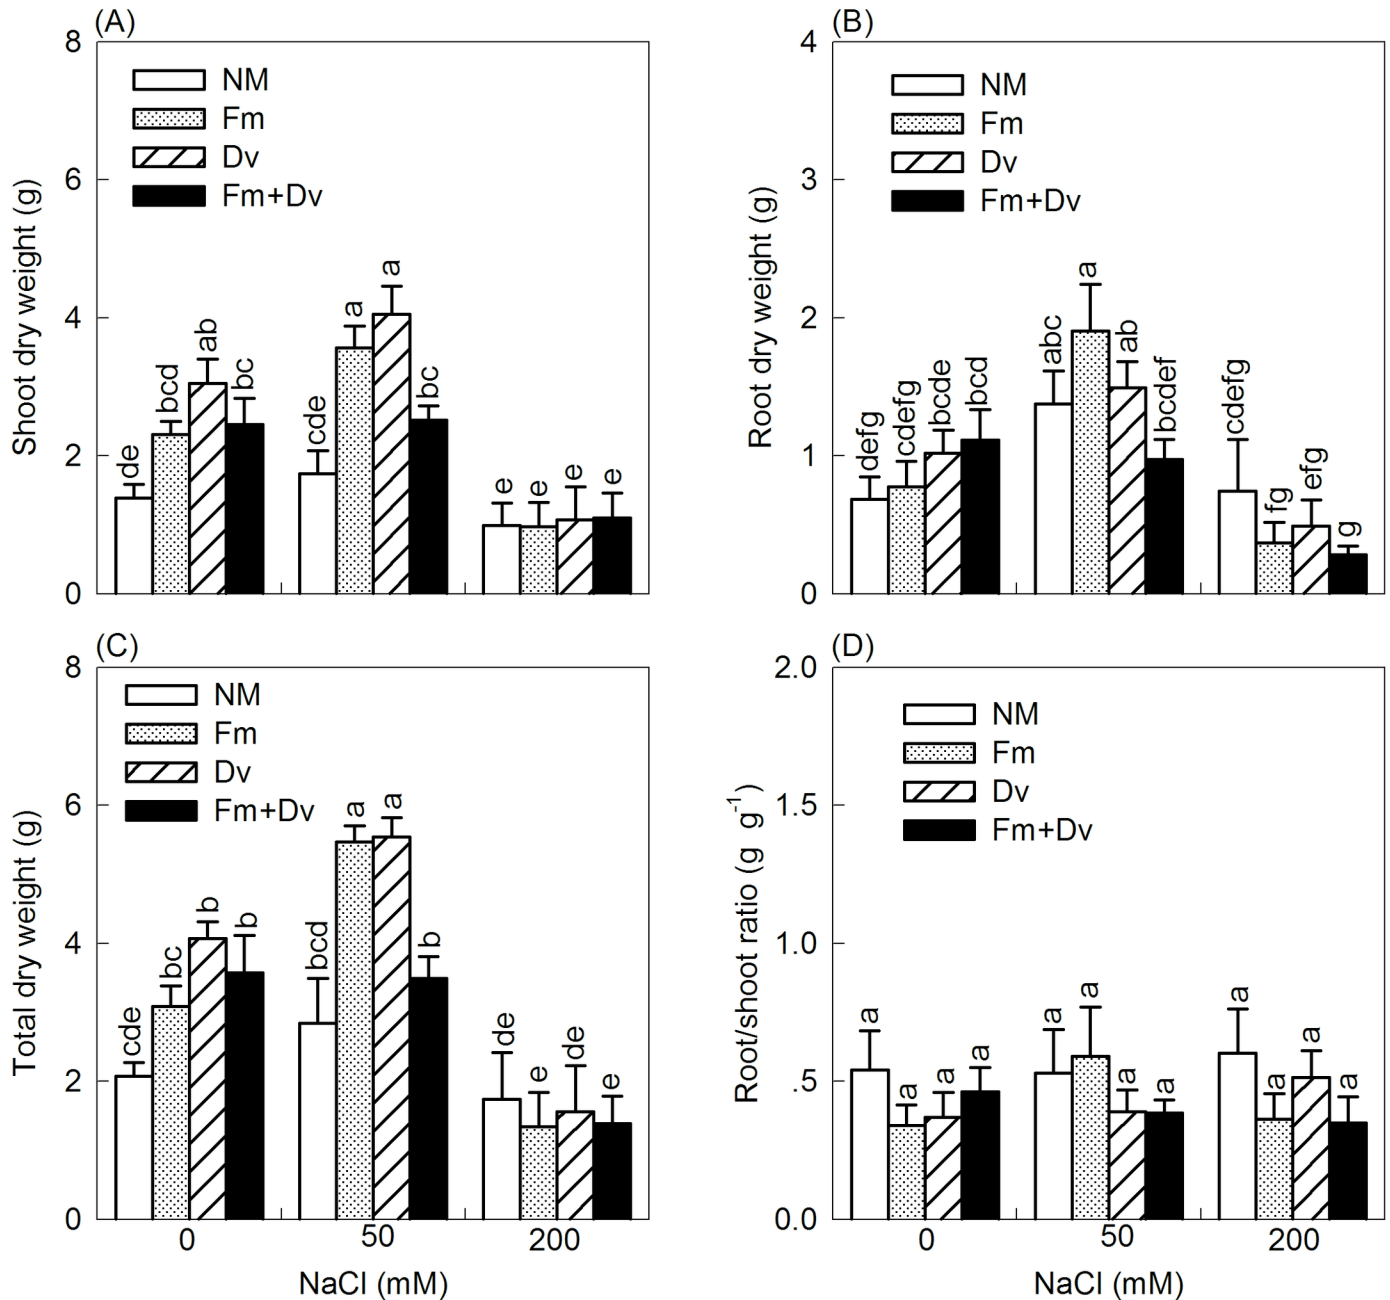 (A)
8
6
4
2
0
Shoot dry weight (g)
NM
Fm
Dv
Fm+Dv
de
bcd
ab
bc
cde
a
a
bc
e
e
e
e
(B)
4
3
2
1
0
Root dry weight (g)
NM
Fm
Dv
Fm+Dv
defg
cdefg
bcde
bcd
abc
a
ab
bcdef
cdefg
fg
efg
g
(C)
8
6
4
2
0
Total dry weight (g)
NM
Fm
Dv
Fm+Dv
cde
bc
b
b
bcd
a
a
b
de
e
de
e
0
50
200
NaCl (mM)
(D)
2.0
1.5
1.0
.5
0.0
Root/shoot ratio (g g-1)
NM
Fm
Dv
Fm+Dv
a
a
a
a
a
a
a
a
a
a
a
a
0
50
200
NaCl (mM)